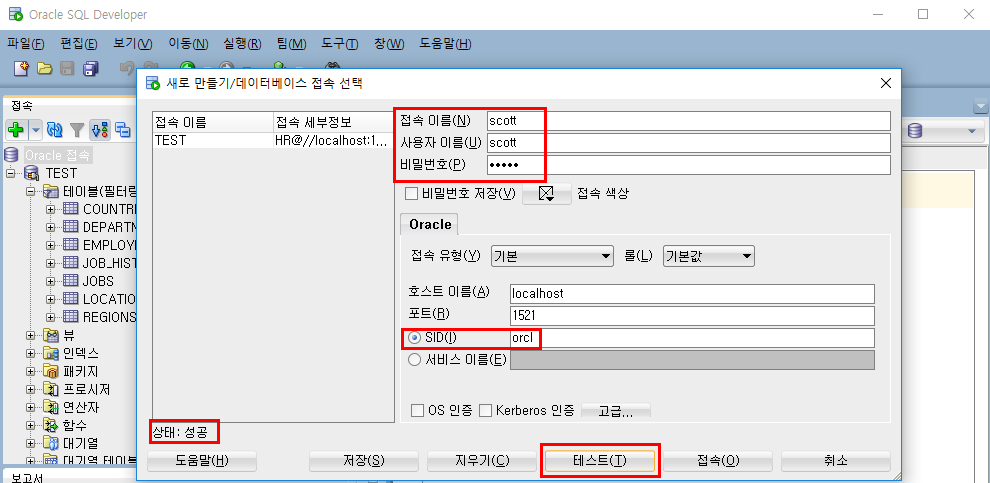 Oracle SQL Developer
파일(F) 편집(E) 보기(V) 이동(N) 실행(R) 팀(M) 도구(T) 창(W) 도움말(H)
새로 만들기/데이터베이스 접속 선택
접속
Oracle 접속
TEST
테이블(필터링
COUNTRI
DEPARTM
EMPLOYI
JOB_HIST
JOBS
LOCATIO
REGIONS
뷰
인덱스
패키지
프로시저
연산자
함수
대기열
대기열 테이블
보고서
접속 이름 접속 세부정보
TEST HR@//localhost:1...
접속 이름(N) scott
사용자 이름(U) scott
비밀번호(P) •••••
비밀번호 저장(V) 접속 색상
Oracle
접속 유형(Y) 기본 롤(L) 기본값
호스트 이름(A) localhost
포트(R) 1521
SID(I) orcl
서비스 이름(E)
OS 인증 Kerberos 인증 고급...
상태: 성공
도움말(H) 저장(S) 지우기(C) 테스트(T) 접속(O) 취소